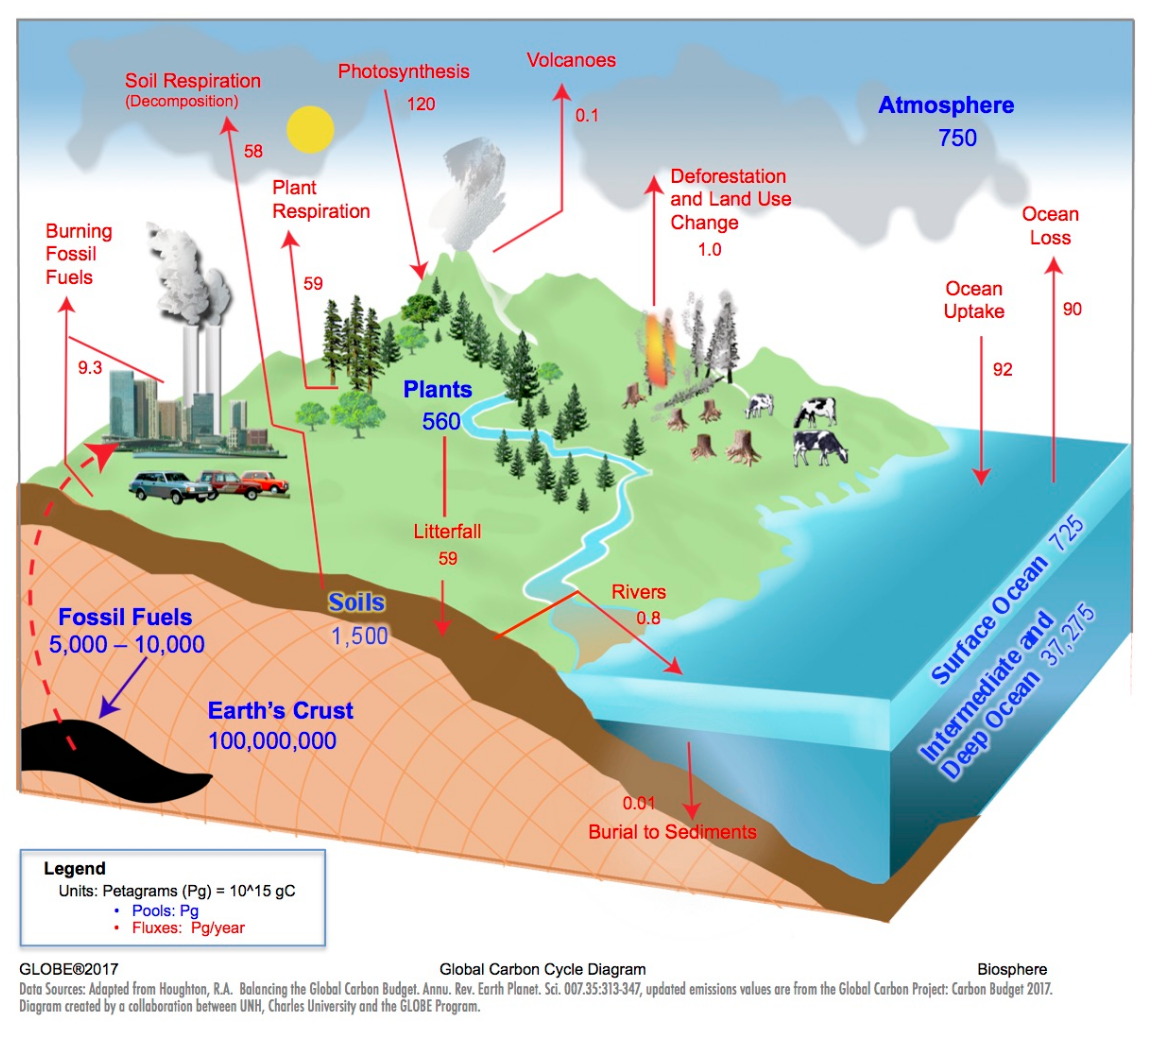 Soil Respiration
(Decomposition)
58
Photosynthesis
120
Volcanoes
0.1
Atmosphere
750
Plant
Respiration
59
Deforestation
and Land Use
Change
1.0
Burning
Fossil
Fuels
9.3
Ocean
Loss
90
Ocean
Uptake
92
Plants
560
Litterfall
59
Rivers
0.8
Soils
1,500
Fossil Fuels
5,000 – 10,000
Earth's Crust
100,000,000
Surface Ocean 725
Intermediate and
Deep Ocean 37,275
0.01
Burial to Sediments
Legend
Units: Petagrams (Pg) = 10^15 gC
• Pools: Pg
• Fluxes: Pg/year
GLOBE®2017
Global Carbon Cycle Diagram
Biosphere
Data Sources: Adapted from Houghton, R.A. Balancing the Global Carbon Budget. Annu. Rev. Earth Planet. Sci. 007.35:313-347, updated emissions values are from the Global Carbon Project: Carbon Budget 2017.
Diagram created by a collaboration between UNH, Charles University and the GLOBE Program.